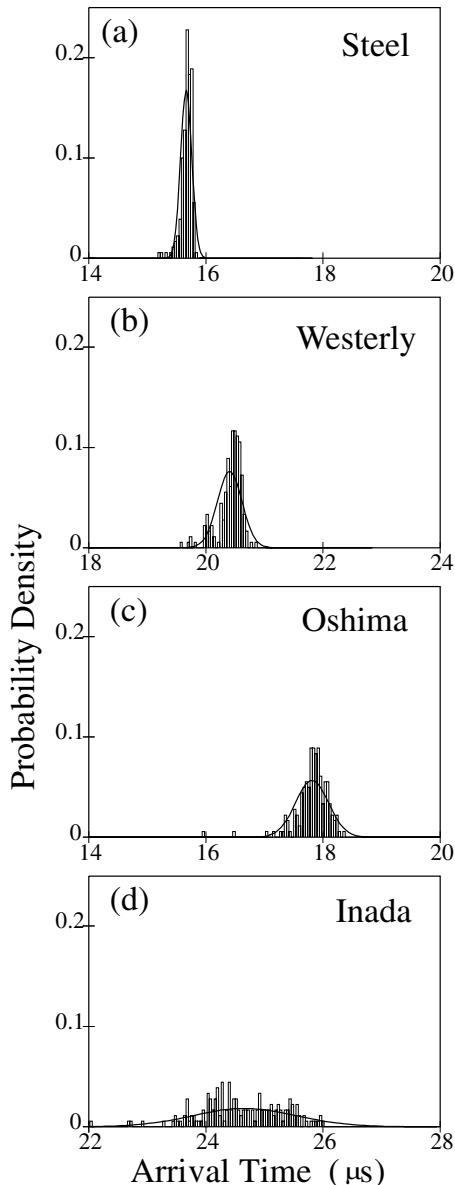 (a) Steel
0.2
0.1
0
14 16 18 20
(b) Westerly
0.2
0.1
0
18 20 22 24
(c) Oshima
0.2
0.1
0
14 16 18 20
(d) Inada
0.2
0.1
0
22 24 26 28
Probability Density
Arrival Time ( μs)